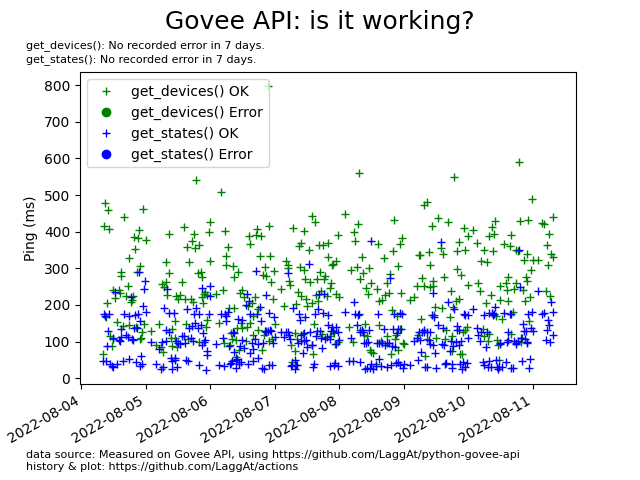 Govee API: is it working?
get_devices(): No recorded error in 7 days.
get_states(): No recorded error in 7 days.
get_devices() OK
get_devices() Error
get_states() OK
get_states() Error
Ping (ms)
800
700
600
500
400
300
200
100
0
2022-08-04
2022-08-05
2022-08-06
2022-08-07
2022-08-08
2022-08-09
2022-08-10
2022-08-11
data source: Measured on Govee API, using https://github.com/LaggAt/python-govee-api
history & plot: https://github.com/LaggAt/actions